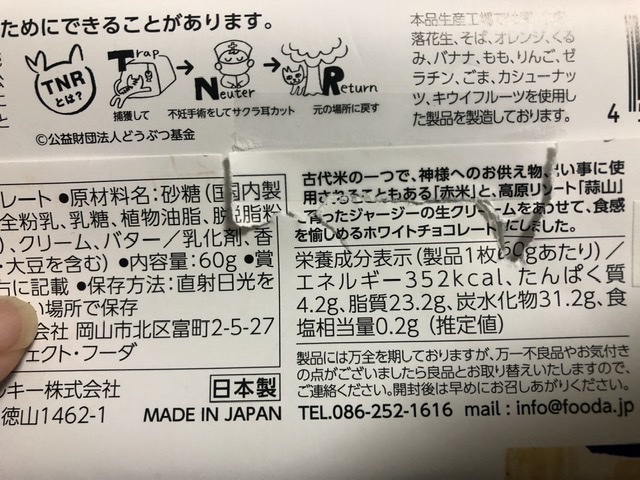 ためにできることがあります。
TNR
とは?
Trap
捕獲して
Neuter
不妊手術をしてサクラ耳カット
Return
元の場所に戻す
©公益財団法人どうぶつ基金
本品生産工場では
落花生、そば、オレンジ、くる
み、バナナ、もも、りんご、ゼ
ラチン、ごま、カシューナッ
ツ、キウイフルーツを使用し
た製品を製造しております。
4
レート ●原材料名:砂糖(国内製
全粉乳、乳糖、植物油脂、脱脂粉
、クリーム、バター/乳化剤、香
・大豆を含む) ●内容量:60g ●賞
方に記載 ●保存方法:直射日光を
い場所で保存
会社 岡山市北区富町2-5-27
ェクト・フーダ
ッキー株式会社
徳山1462-1
日本製
MADE IN JAPAN
古代米の一つで、神様へのお供え物、い事に使
用されることもある「赤米」と、高原リゾート「蒜山」
育ったジャージーの生クリームをあわせて、食感
を愉しめるホワイトチョコレートにしました。
栄養成分表示(製品1枚60gあたり)/
エネルギー352kcal、たんぱく質
4.2g、脂質23.2g、炭水化物31.2g、食
塩相当量0.2g(推定値)
製品には万全を期しておりますが、万一不良品やお気付き
の点がございましたら良品とお取り替えいたしますので、
ご連絡ください。開封後は早めにお召しあがりください。
TEL.086-252-1616 mail:info@fooda.jp